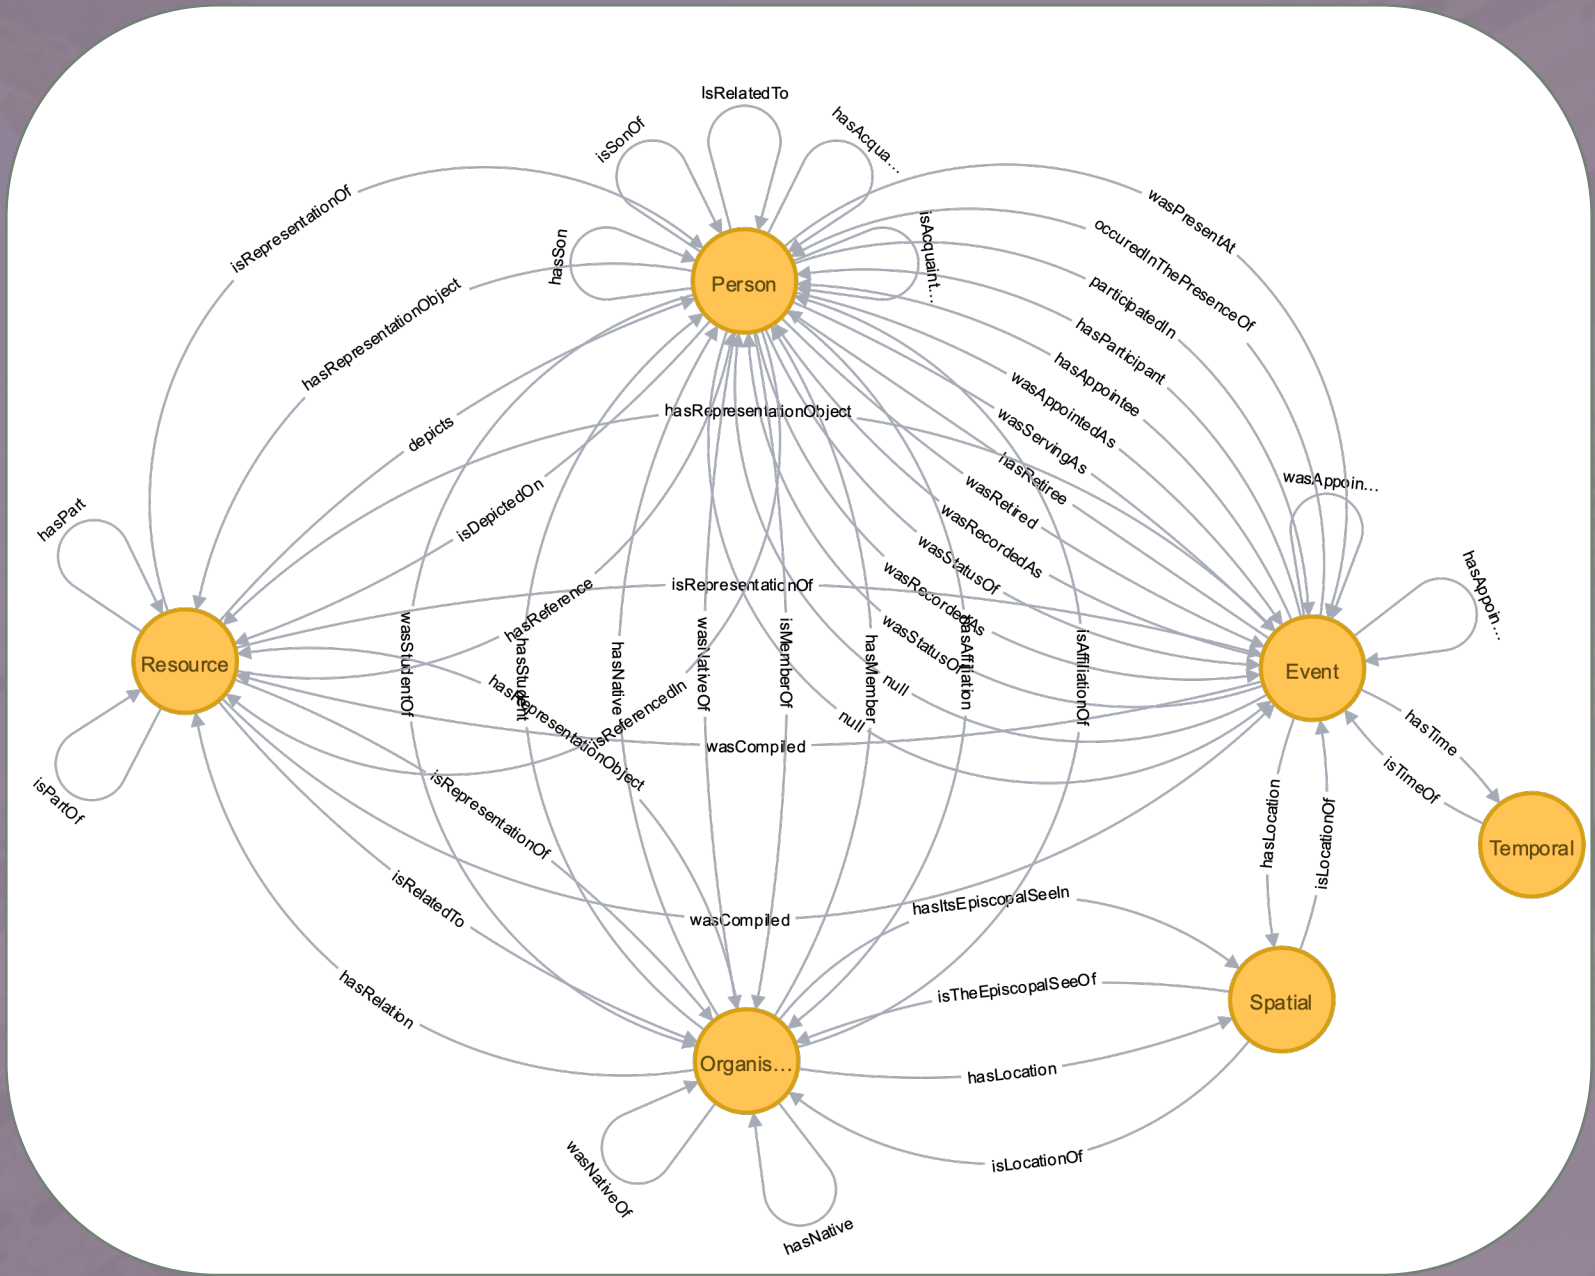 IsRelatedTo
isSonOf
hasAcqua…
hasSon
isAcquaint…
Person
isRepresentationOf
hasRepresentationObject
depicts
isDepictedOn
hasRepresentationObject
wasPresentAt
occuredInThePresenceOf
participatedIn
hasParticipant
hasAppointee
wasAppointedAs
wasServingAs
hasRetiree
wasRetired
wasRecordedAs
wasStatusOf
wasRecordedAs
wasStatusOf
null
null
wasAppoin…
hasAppoin…
Event
hasPart
Resource
isPartOf
isRepresentationOf
hasReference
isReferencedIn
wasStudentOf
hasStudent
hasNative
wasNativeOf
isMemberOf
hasMember
hasAffiliation
isAffiliationOf
hasRepresentationObject
wasCompiled
isRepresentationOf
isRelatedTo
wasCompiled
hasRelation
hasTime
isTimeOf
Temporal
hasLocation
isLocationOf
hasItsEpiscopalSeeIn
isTheEpiscopalSeeOf
Spatial
Organis…
hasLocation
isLocationOf
wasNativeOf
hasNative